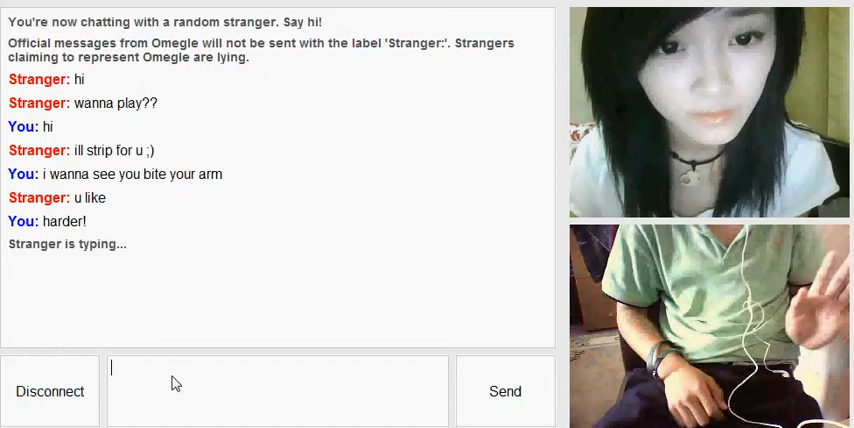 You're now chatting with a random stranger. Say hi!
Official messages from Omegle will not be sent with the label 'Stranger:'. Strangers
claiming to represent Omegle are lying.
Stranger: hi
Stranger: wanna play??
You: hi
Stranger: ill strip for u ;)
You: i wanna see you bite your arm
Stranger: u like
You: harder!
Stranger is typing...
Disconnect
Send